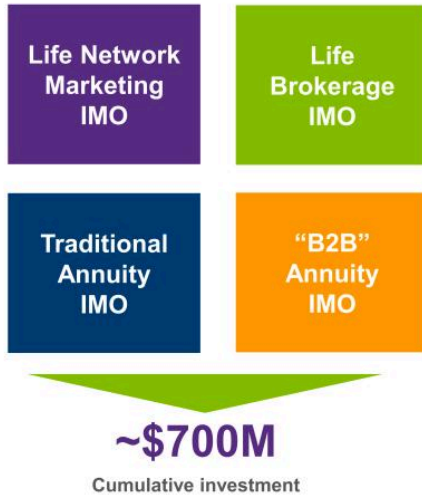 Life Network
Marketing
IMO
Life
Brokerage
IMO
Traditional
Annuity
IMO
“B2B”
Annuity
IMO
~$700M
Cumulative investment